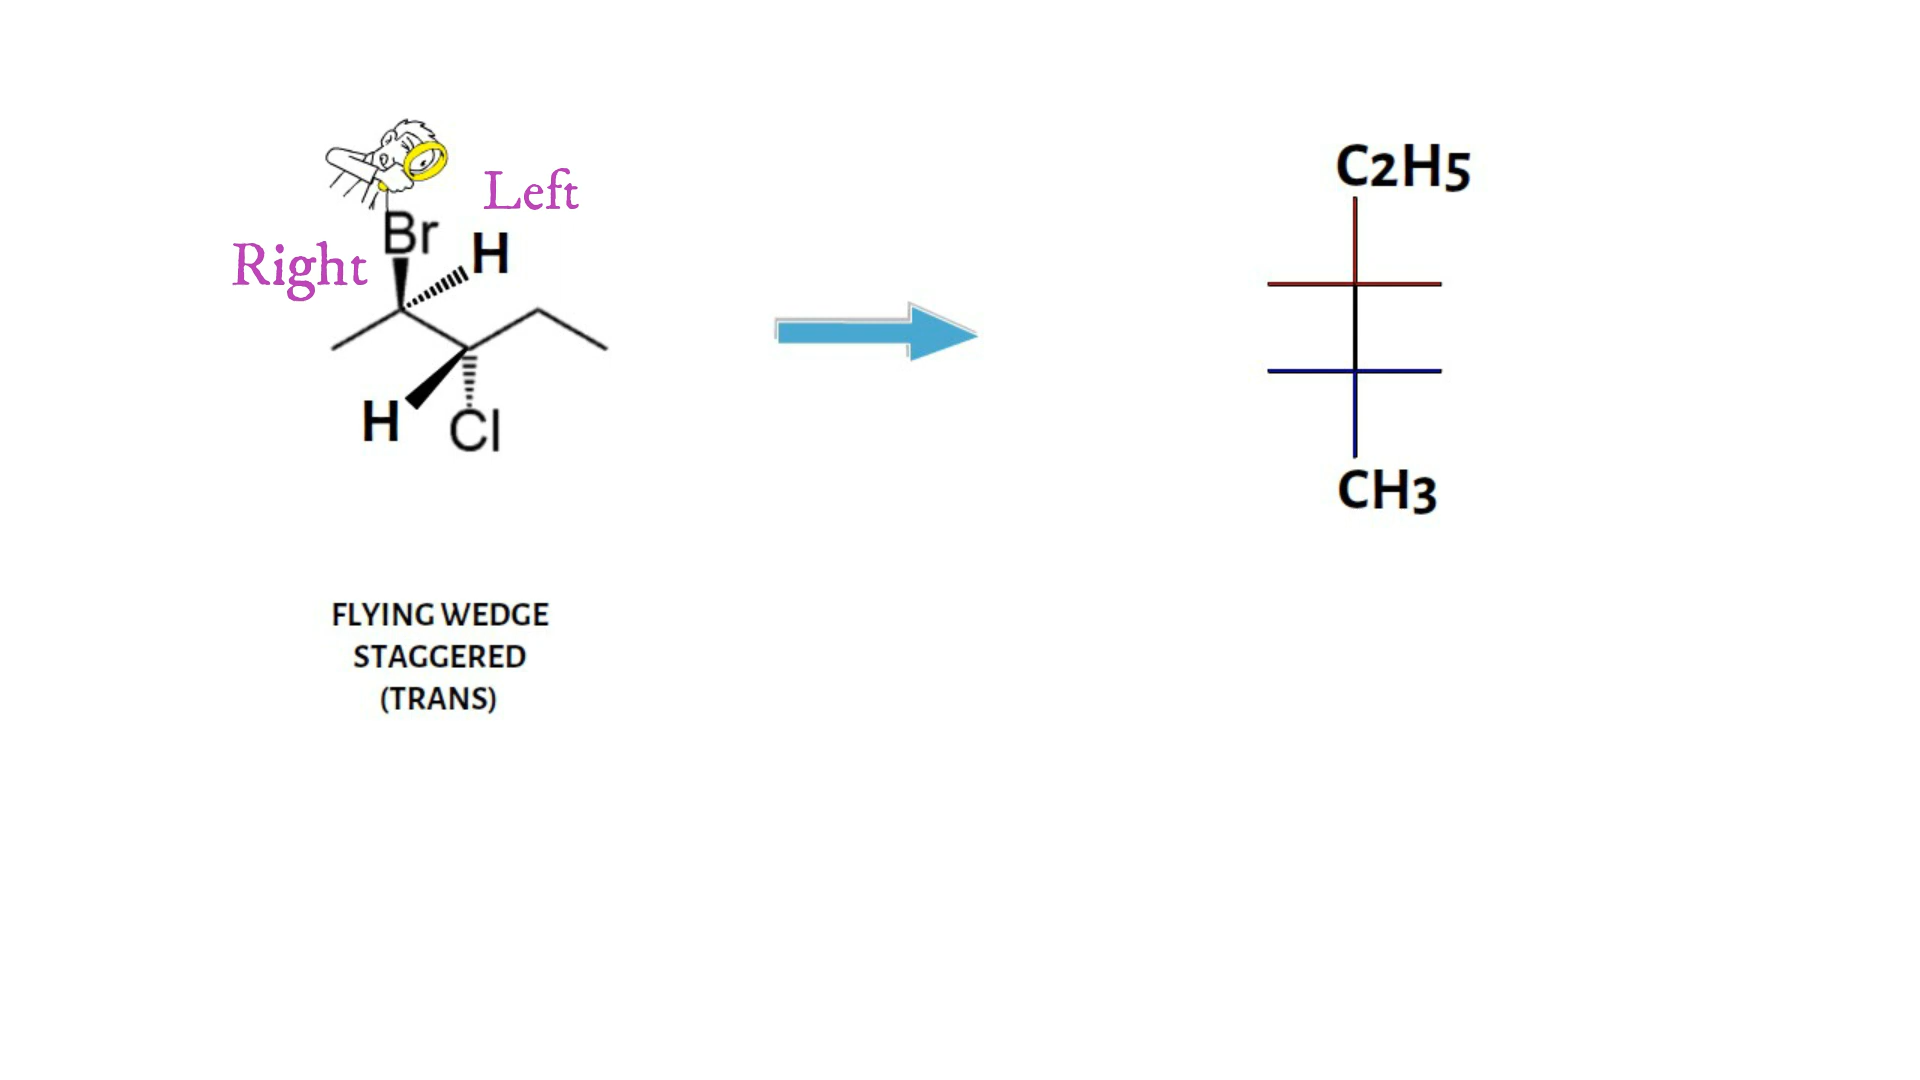 Left
Br
H
Right
H
Cl
FLYING WEDGE
STAGGERED
(TRANS)
C2H5
CH3